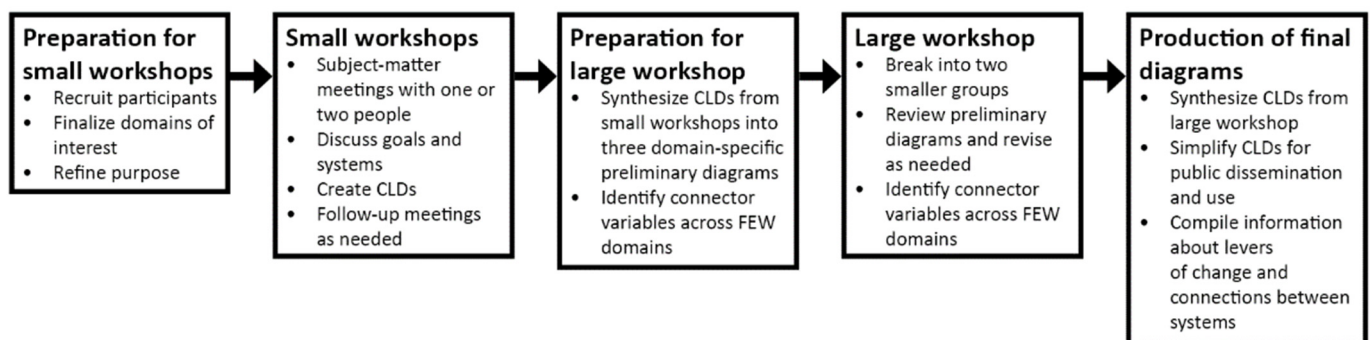 Preparation for
small workshops
• Recruit participants
• Finalize domains of
interest
• Refine purpose
Small workshops
• Subject-matter
meetings with one or
two people
• Discuss goals and
systems
• Create CLDs
• Follow-up meetings
as needed
Preparation for
large workshop
• Synthesize CLDs from
small workshops into
three domain-specific
preliminary diagrams
• Identify connector
variables across FEW
domains
Large workshop
• Break into two
smaller groups
• Review preliminary
diagrams and revise
as needed
• Identify connector
variables across FEW
domains
Production of final
diagrams
• Synthesize CLDs from
large workshop
• Simplify CLDs for
public dissemination
and use
• Compile information
about levers
of change and
connections between
systems